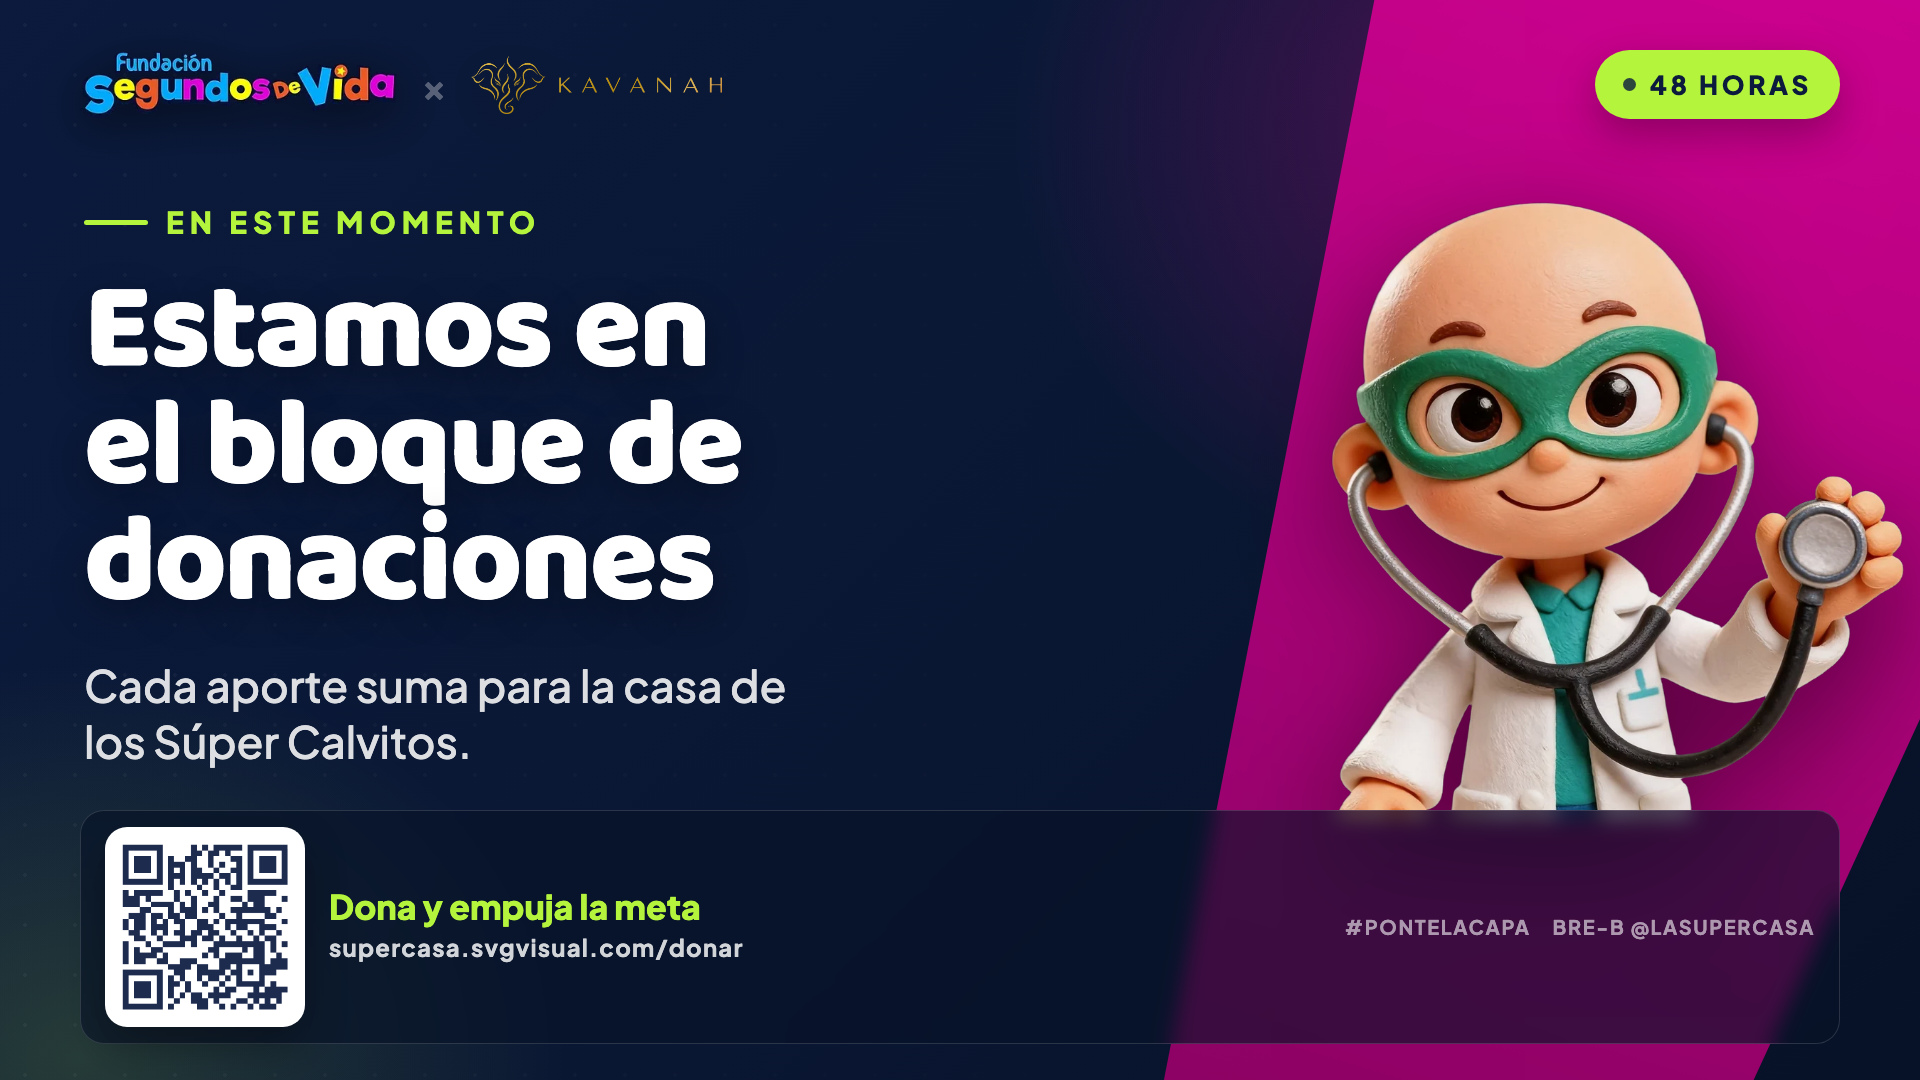 Fundación
Segundos de Vida
×
KAVANAH
48 HORAS
EN ESTE MOMENTO
Estamos en
el bloque de
donaciones
Cada aporte suma para la casa de
los Súper Calvitos.
Dona y empuja la meta
supercasa.svgvisual.com/donar
#PONTELACAPA BRE-B @LASUPERCASA